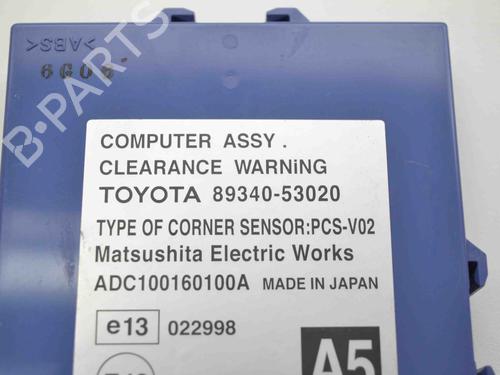 >ABS<
6G06
B-PARTS
COMPUTER ASSY .
CLEARANCE WARNiNG
TOYOTA 89340-53020
TYPE OF CORNER SENSOR:PCS-V02
Matsushita Electric Works
ADC100160100A MADE IN JAPAN
e13 022998
A5